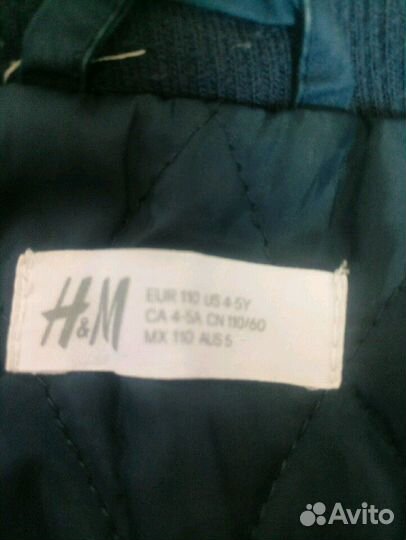 H&M
EUR 110 US 4-5Y
CA 4-5A CN 110/60
MX 110 AUS 5
Avito